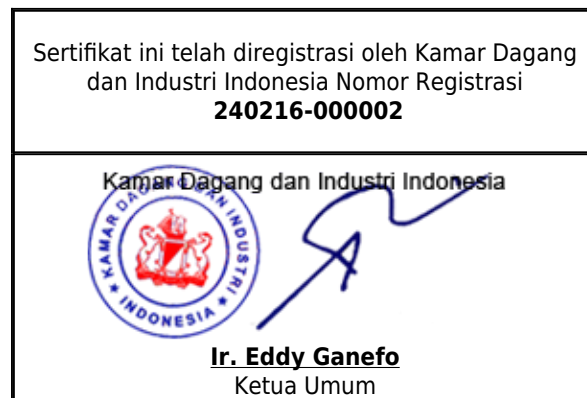 Sertifikat ini telah diregistrasi oleh Kamar Dagang
dan Industri Indonesia Nomor Registrasi
240216-000002
Kamar Dagang dan Industri Indonesia
KAMAR DAGANG DAN INDUSTRI
INDONESIA
Ir. Eddy Ganefo
Ketua Umum